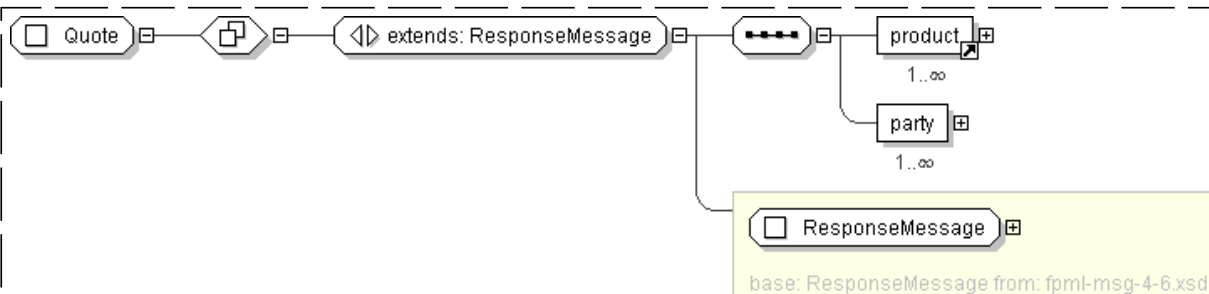 Quote
extends: ResponseMessage
product
1..∞
party
1..∞
ResponseMessage
base: ResponseMessage from: fpml-msg-4-6.xsd